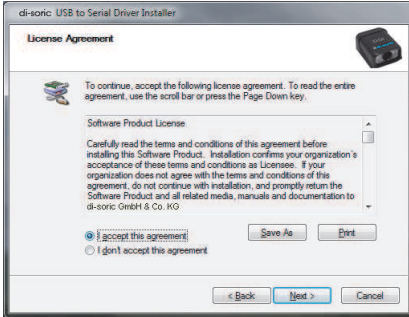 di-soric USB to Serial Driver Installer
License Agreement
To continue, accept the following license agreement. To read the entire
agreement, use the scroll bar or press the Page Down key.
Software Product License
Carefully read the terms and conditions of this agreement before
installing this Software Product. Installation confirms your organization's
acceptance of these terms and conditions as Licensee. If your
organization does not agree with the terms and conditions of this
agreement, do not continue with installation, and promptly return the
Software Product and all related media, manuals and documentation to
di-soric GmbH & Co. KG
I accept this agreement
I don't accept this agreement
Save As
Print
< Back
Next >
Cancel